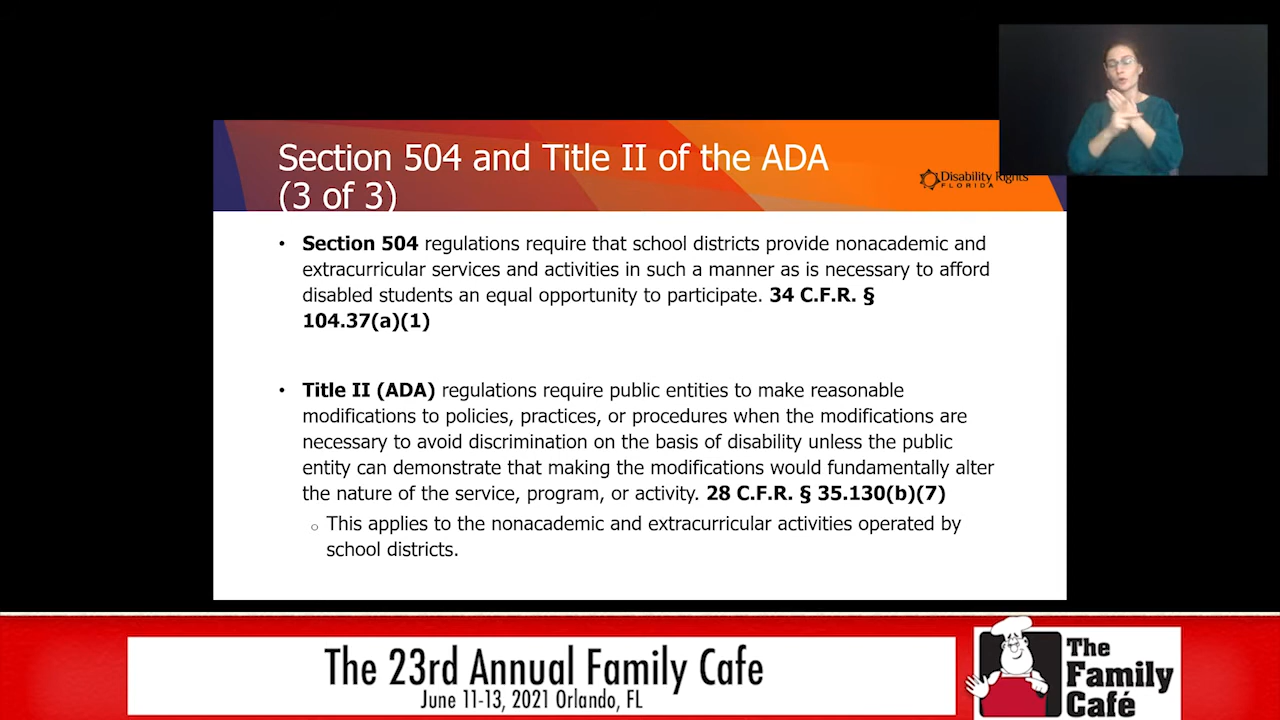 Section 504 and Title II of the ADA
(3 of 3)
Disability Rights
FLORIDA
• Section 504 regulations require that school districts provide nonacademic and
extracurricular services and activities in such a manner as is necessary to afford
disabled students an equal opportunity to participate. 34 C.F.R. §
104.37(a)(1)
• Title II (ADA) regulations require public entities to make reasonable
modifications to policies, practices, or procedures when the modifications are
necessary to avoid discrimination on the basis of disability unless the public
entity can demonstrate that making the modifications would fundamentally alter
the nature of the service, program, or activity. 28 C.F.R. § 35.130(b)(7)
○ This applies to the nonacademic and extracurricular activities operated by
school districts.
The 23rd Annual Family Cafe
June 11-13, 2021 Orlando, FL
The
Family
Café